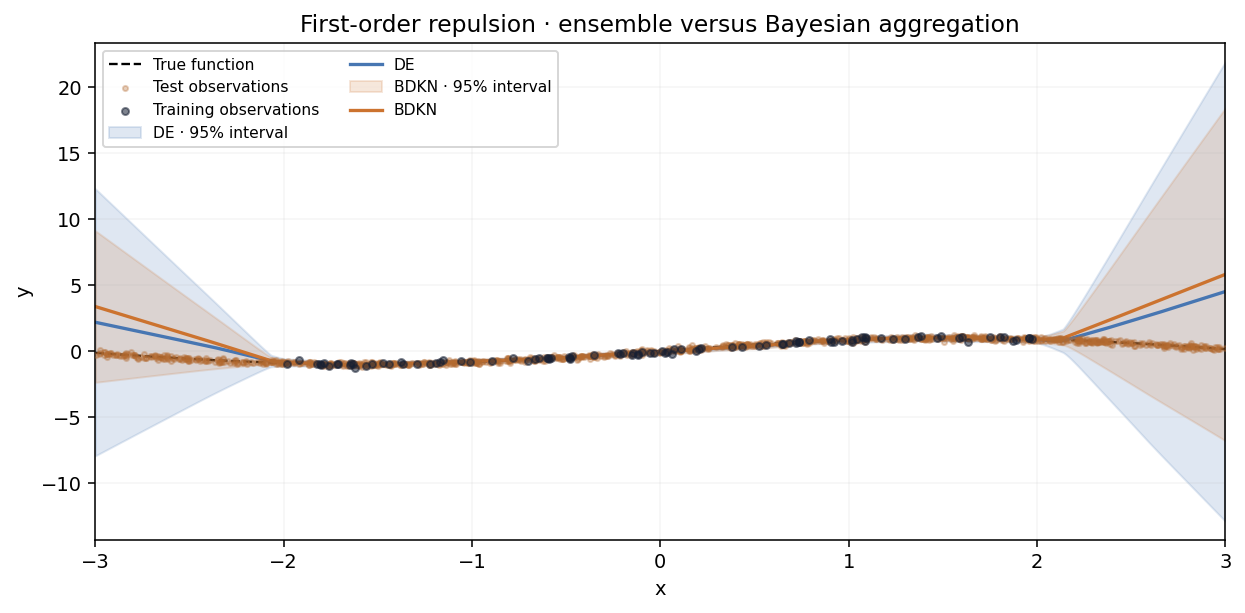 First-order repulsion · ensemble versus Bayesian aggregation
True function
Test observations
Training observations
DE · 95% interval
DE
BDKN · 95% interval
BDKN
y
20
15
10
5
0
−5
−10
−3
−2
−1
0
1
2
3
x